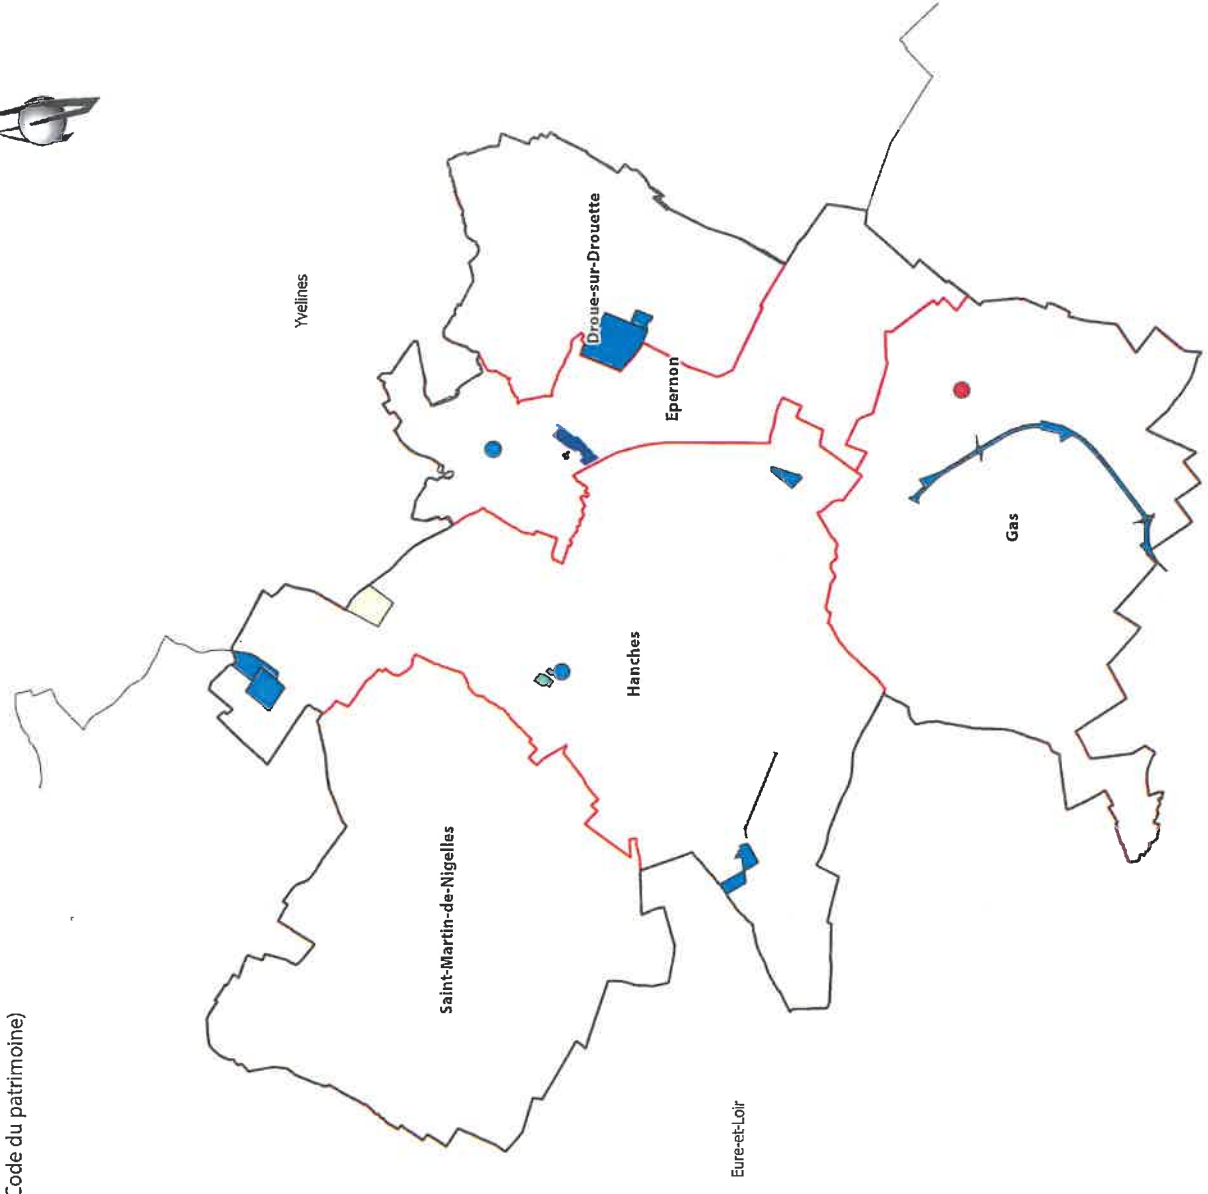 Code du patrimoine)
Yvelines
Droue-sur-Drouette
Epernon
Hanches
Gas
Saint-Martin-de-Nigelles
Eure-et-Loir